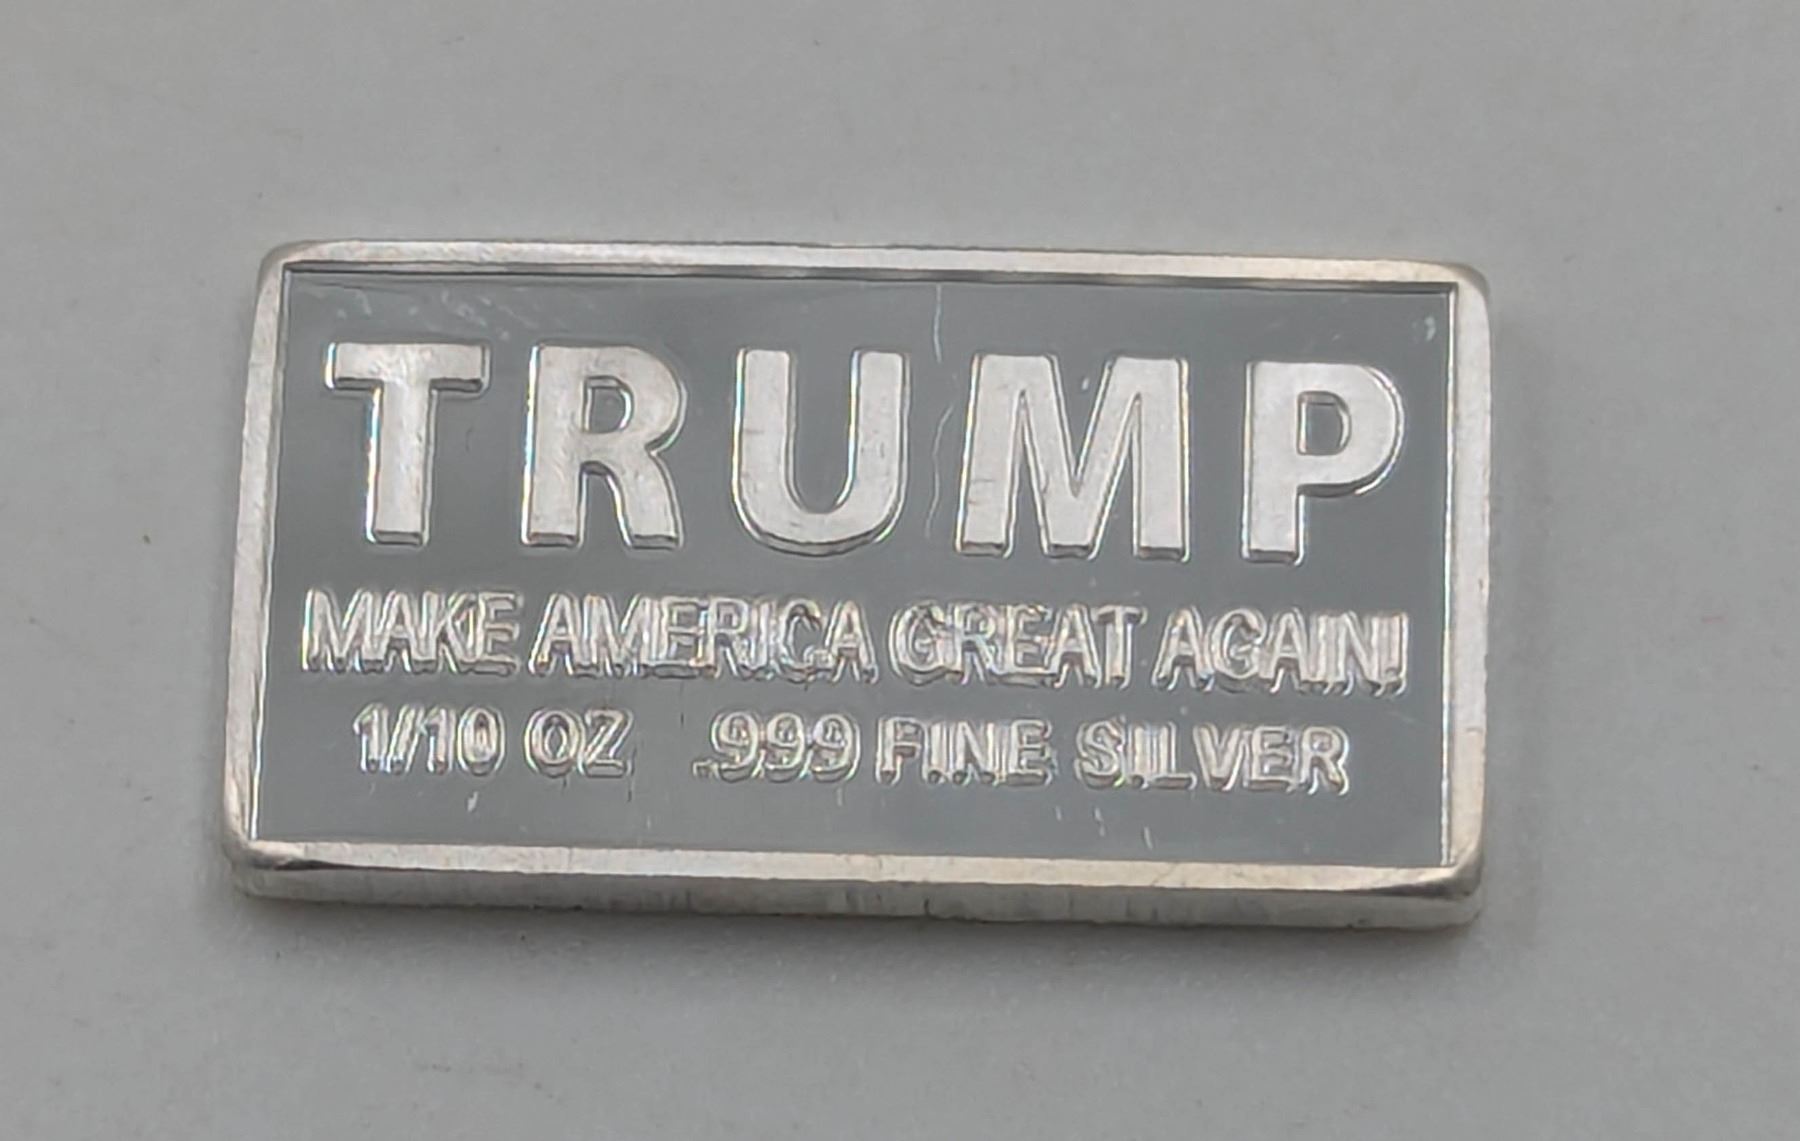 TRUMP
MAKE AMERICA GREAT AGAIN!
1/10 OZ .999 FINE SILVER